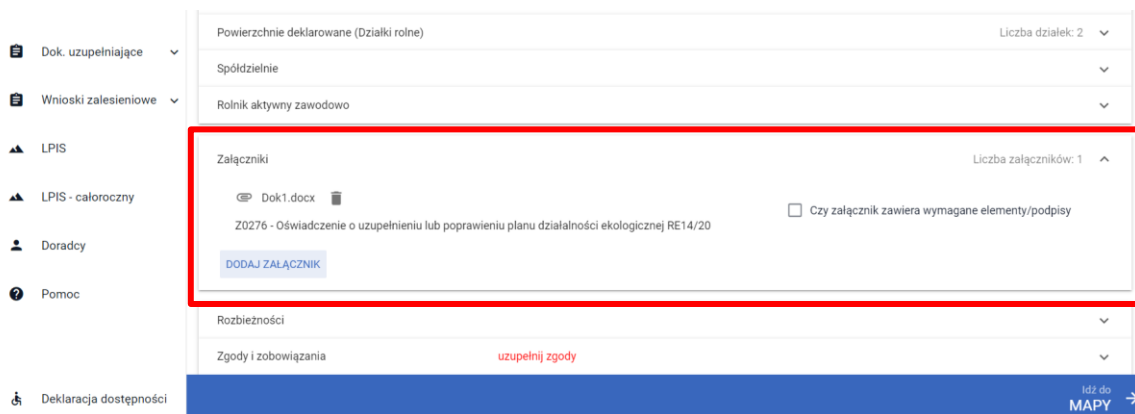 Dok. uzupełniające
Wnioski zalesieniowe
LPIS
LPIS - całoroczny
Doradcy
Pomoc
Deklaracja dostępności
Powierzchnie deklarowane (Działki rolne) Liczba działek: 2
Spółdzielnie
Rolnik aktywny zawodowo
Załączniki Liczba załączników: 1
Dok1.docx
Z0276 - Oświadczenie o uzupełnieniu lub poprawieniu planu działalności ekologicznej RE14/20
Czy załącznik zawiera wymagane elementy/podpisy
DODAJ ZAŁĄCZNIK
Rozbieżności
Zgody i zobowiązania uzupełnij zgody
Idź do
MAPY